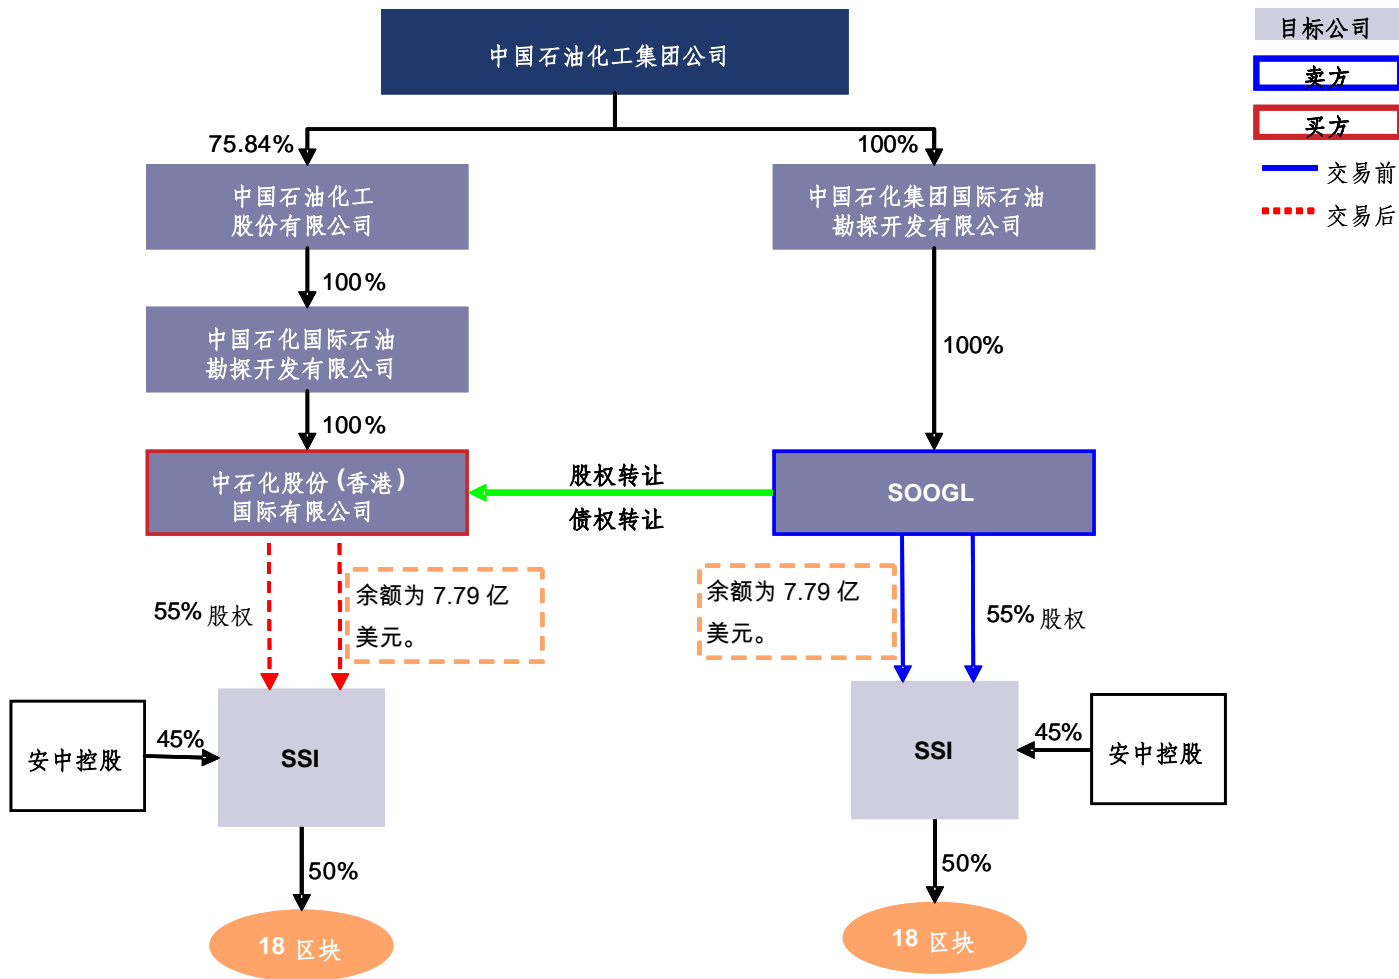 中国石油化工集团公司
目标公司
卖方
买方
交易前
交易后
75.84%
100%
中国石油化工
股份有限公司
中国石化集团国际石油
勘探开发有限公司
100%
中国石化国际石油
勘探开发有限公司
100%
100%
中石化股份 (香港)
国际有限公司
股权转让
债权转让
SOOGL
55% 股权
余额为 7.79 亿
美元。
余额为 7.79 亿
美元。
55% 股权
安中控股
45%
SSI
SSI
45%
安中控股
50%
50%
18 区块
18 区块